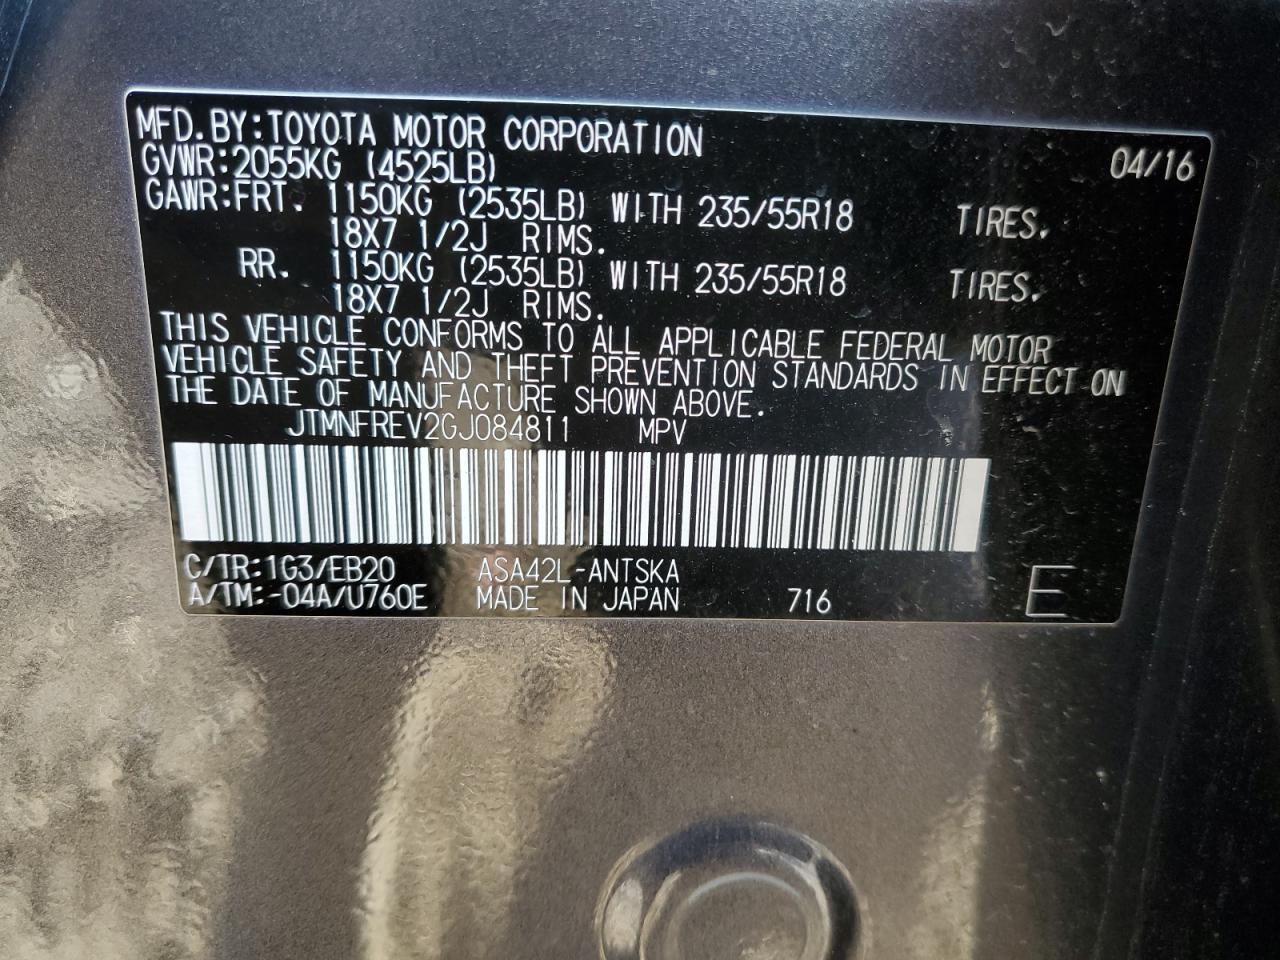 MFD.BY:TOYOTA MOTOR CORPORATION 04/16
GVWR:2055KG (4525LB)
GAWR:FRT. 1150KG (2535LB) WITH 235/55R18 TIRES.
18X7 1/2J RIMS.
RR. 1150KG (2535LB) WITH 235/55R18 TIRES.
18X7 1/2J RIMS.
THIS VEHICLE CONFORMS TO ALL APPLICABLE FEDERAL MOTOR
VEHICLE SAFETY AND THEFT PREVENTION STANDARDS IN EFFECT ON
THE DATE OF MANUFACTURE SHOWN ABOVE.
JTMNFREV2GJ084811 MPV
C/TR:1G3/EB20 ASA42L-ANTSKA
A/TM:-04A/U760E MADE IN JAPAN 716 E